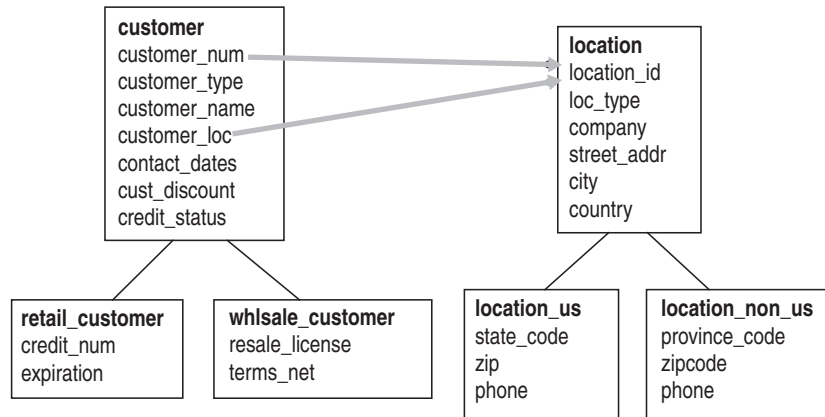 customer
customer_num
customer_type
customer_name
customer_loc
contact_dates
cust_discount
credit_status
location
location_id
loc_type
company
street_addr
city
country
retail_customer
credit_num
expiration
whlsale_customer
resale_license
terms_net
location_us
state_code
zip
phone
location_non_us
province_code
zipcode
phone